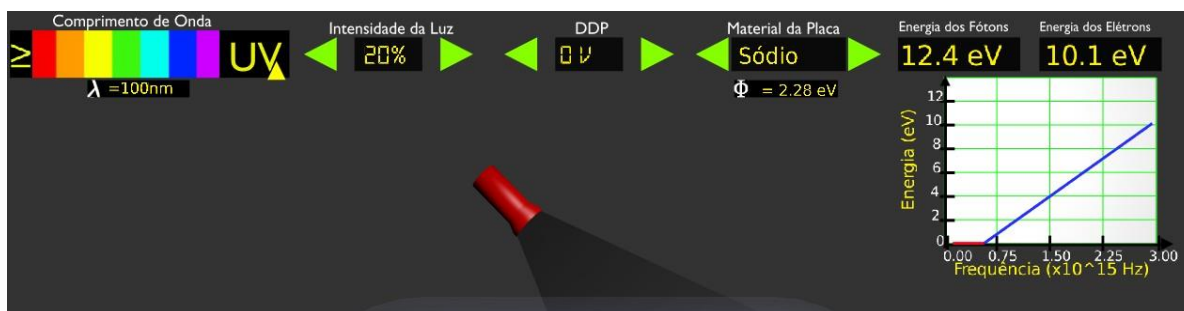 Comprimento de Onda
≥ UV
λ =100nm
Intensidade da Luz
20%
DDP
0 V
Material da Placa
Sódio
Φ = 2.28 eV
Energia dos Fótons
12.4 eV
Energia dos Elétrons
10.1 eV
Energia (eV)
12
10
8
6
4
2
0
0.00 0.75 1.50 2.25 3.00
Frequência (x10^15 Hz)